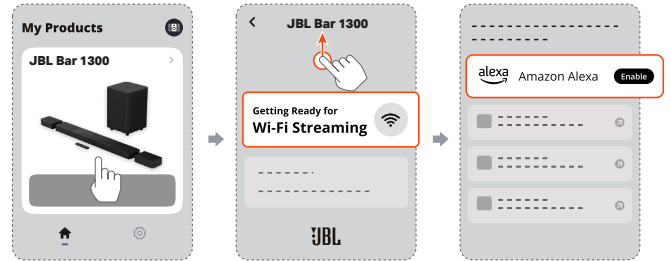 My Products
JBL Bar 1300
JBL Bar 1300
Getting Ready for
Wi-Fi Streaming
JBL
alexa
Amazon Alexa
Enable